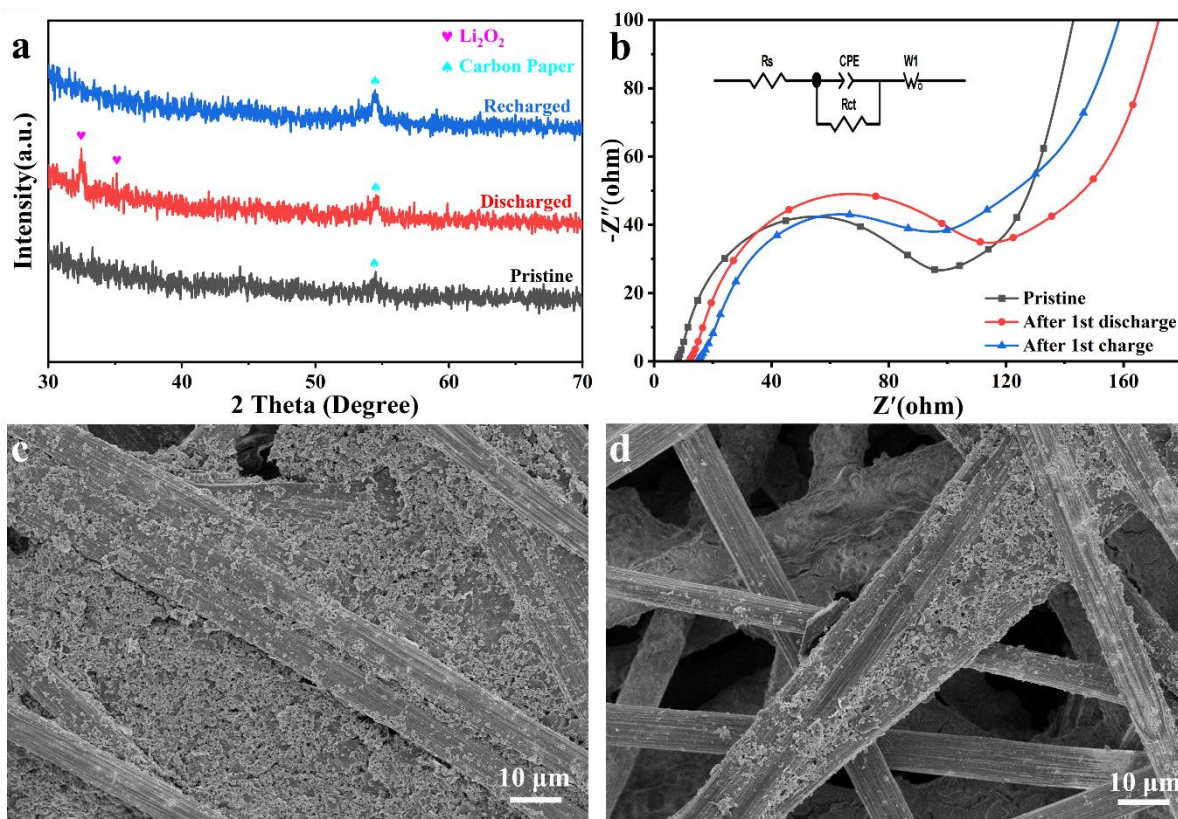 a
♥ Li₂O₂
♠ Carbon Paper
Recharged
Discharged
Pristine
Intensity(a.u.)
30 40 50 60 70
2 Theta (Degree)
b
Rs CPE W1
o
Rct
100
80
60
40
20
0
-Z″(ohm)
Pristine
After 1st discharge
After 1st charge
0 40 80 120 160
Z′(ohm)
c
10 μm
d
10 μm